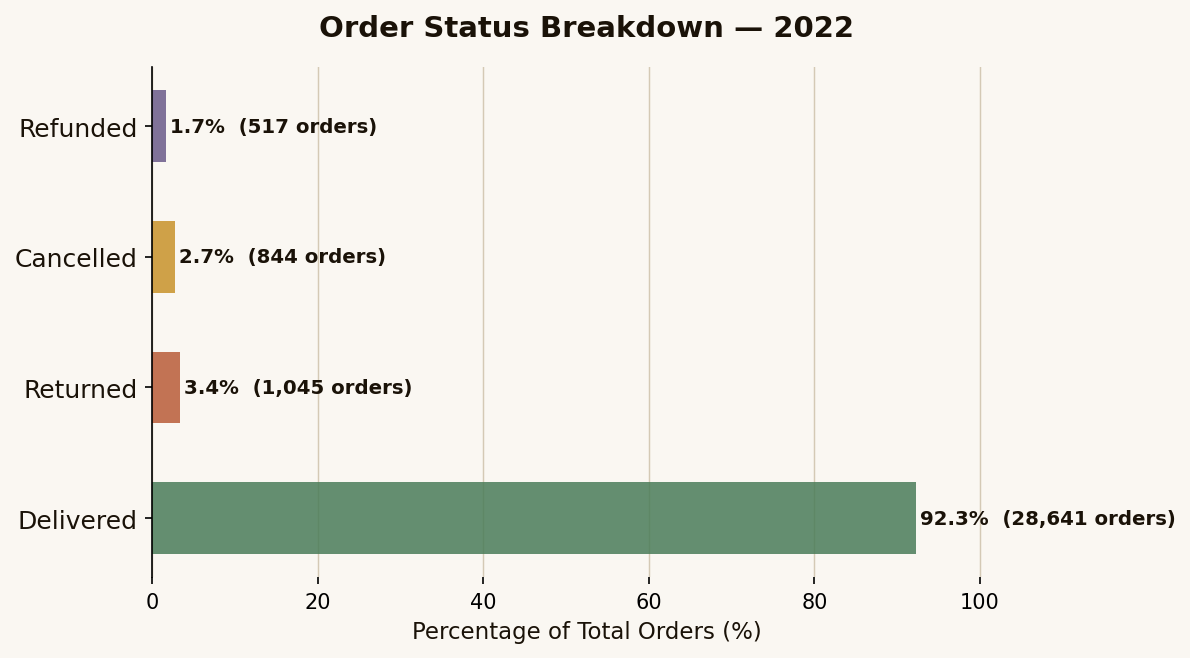 Order Status Breakdown — 2022
Refunded
1.7%  (517 orders)
Cancelled
2.7%  (844 orders)
Returned
3.4%  (1,045 orders)
Delivered
92.3%  (28,641 orders)
0 20 40 60 80 100
Percentage of Total Orders (%)